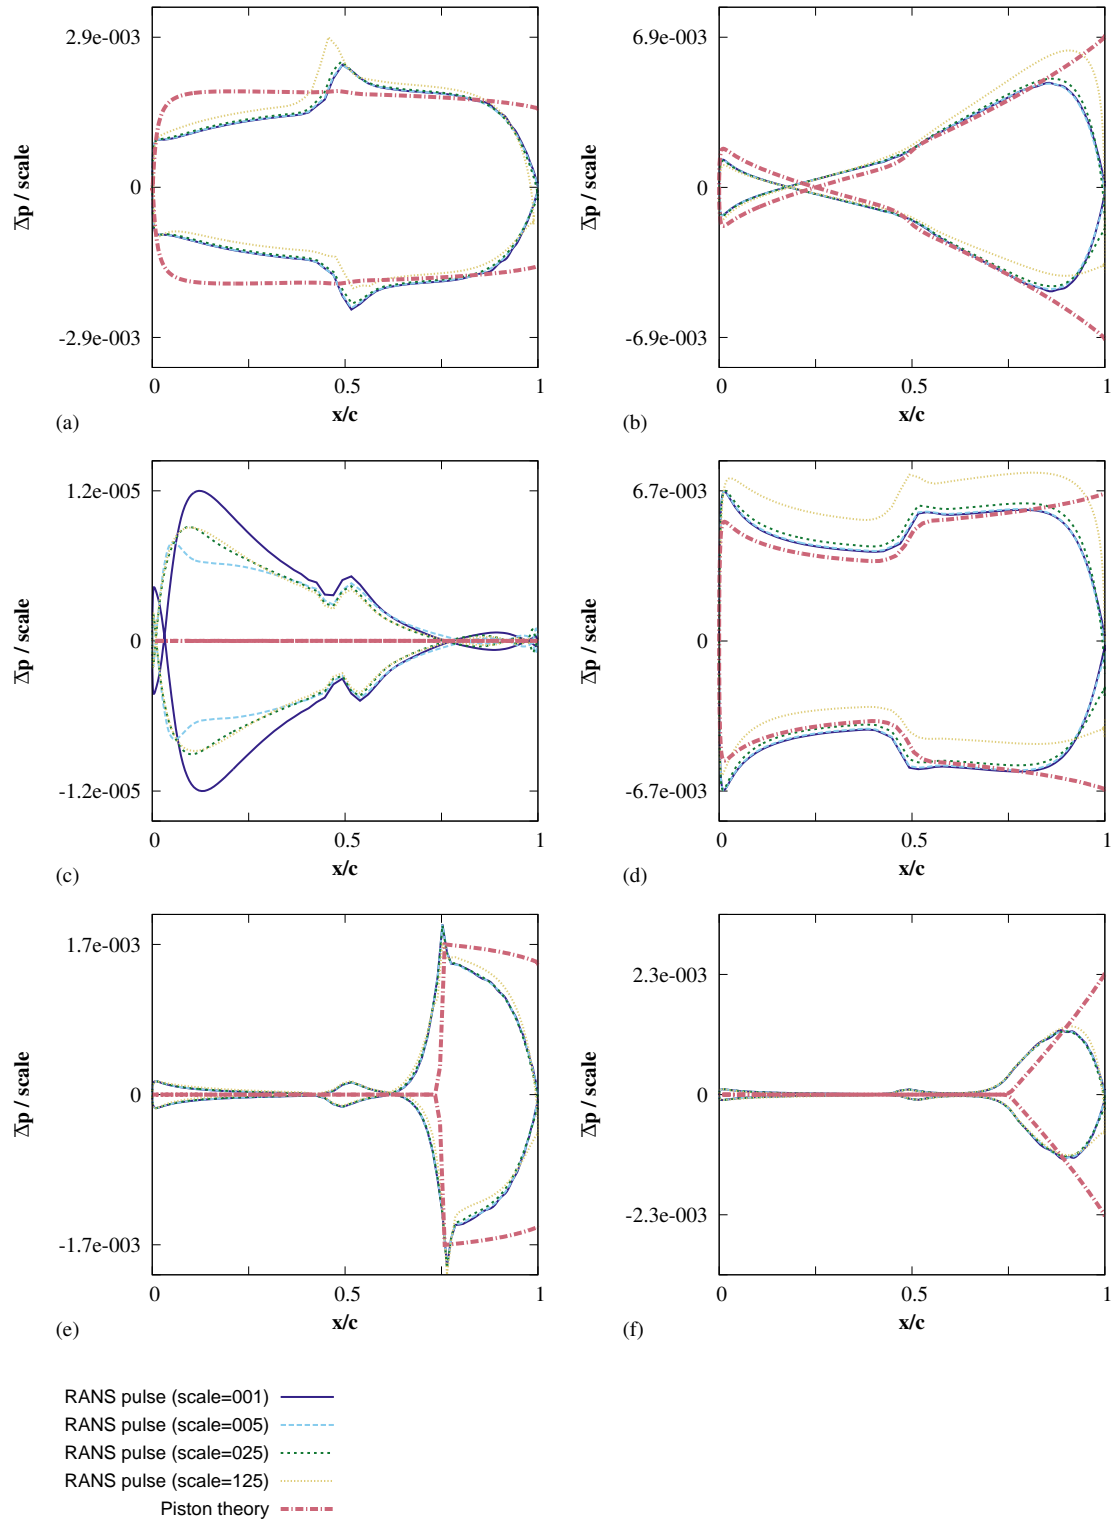 2.9e-003
0
-2.9e-003
Δp / scale
0 0.5 1
x/c
(a)
6.9e-003
0
-6.9e-003
Δp / scale
0 0.5 1
x/c
(b)
1.2e-005
0
-1.2e-005
Δp / scale
0 0.5 1
x/c
(c)
6.7e-003
0
-6.7e-003
Δp / scale
0 0.5 1
x/c
(d)
1.7e-003
0
-1.7e-003
Δp / scale
0 0.5 1
x/c
(e)
2.3e-003
0
-2.3e-003
Δp / scale
0 0.5 1
x/c
(f)
RANS pulse (scale=001)
RANS pulse (scale=005)
RANS pulse (scale=025)
RANS pulse (scale=125)
Piston theory